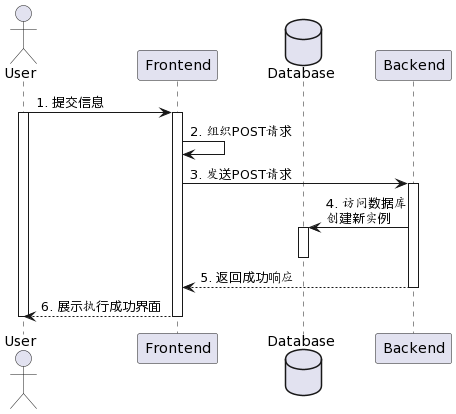 User
Frontend
Database
Backend
1. 提交信息
2. 组织POST请求
3. 发送POST请求
4. 访问数据库
创建新实例
5. 返回成功响应
6. 展示执行成功界面
User
Frontend
Database
Backend